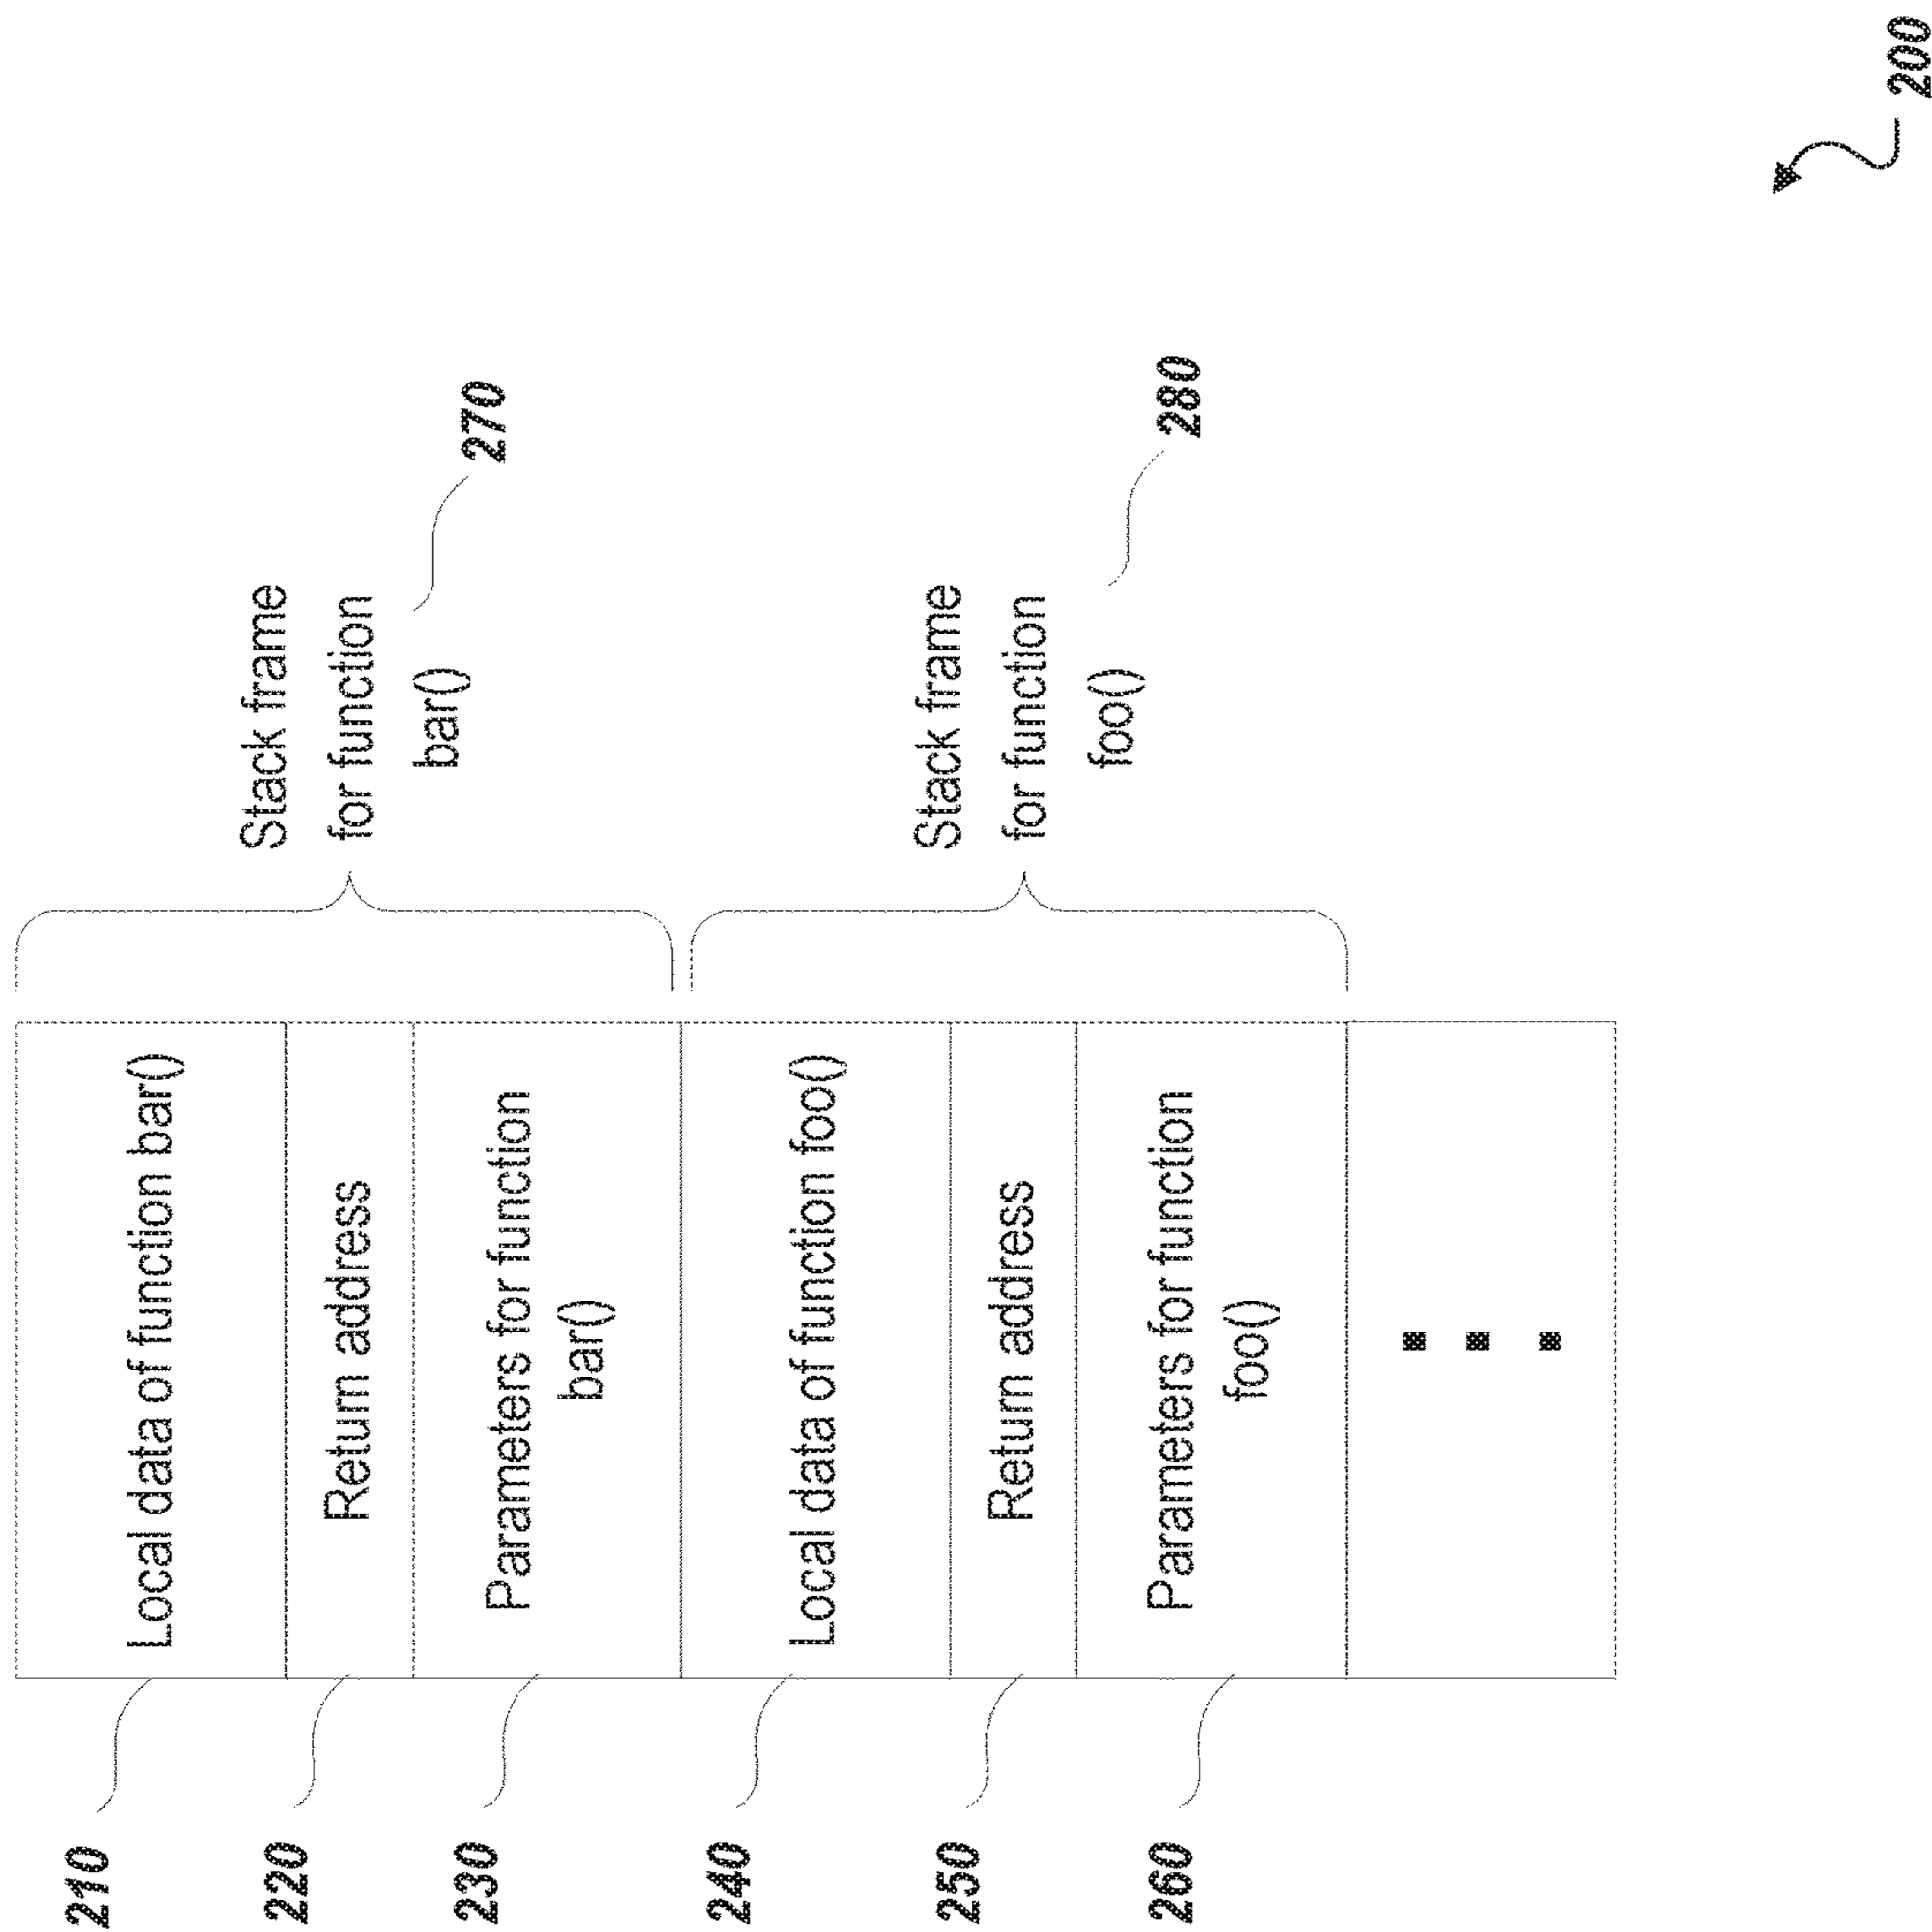 210
Local data of function bar()
220
Return address
230
Parameters for function
bar()
Stack frame
for function
bar()
270
240
Local data of function foo()
250
Return address
260
Parameters for function
foo()
Stack frame
for function
foo()
280
200